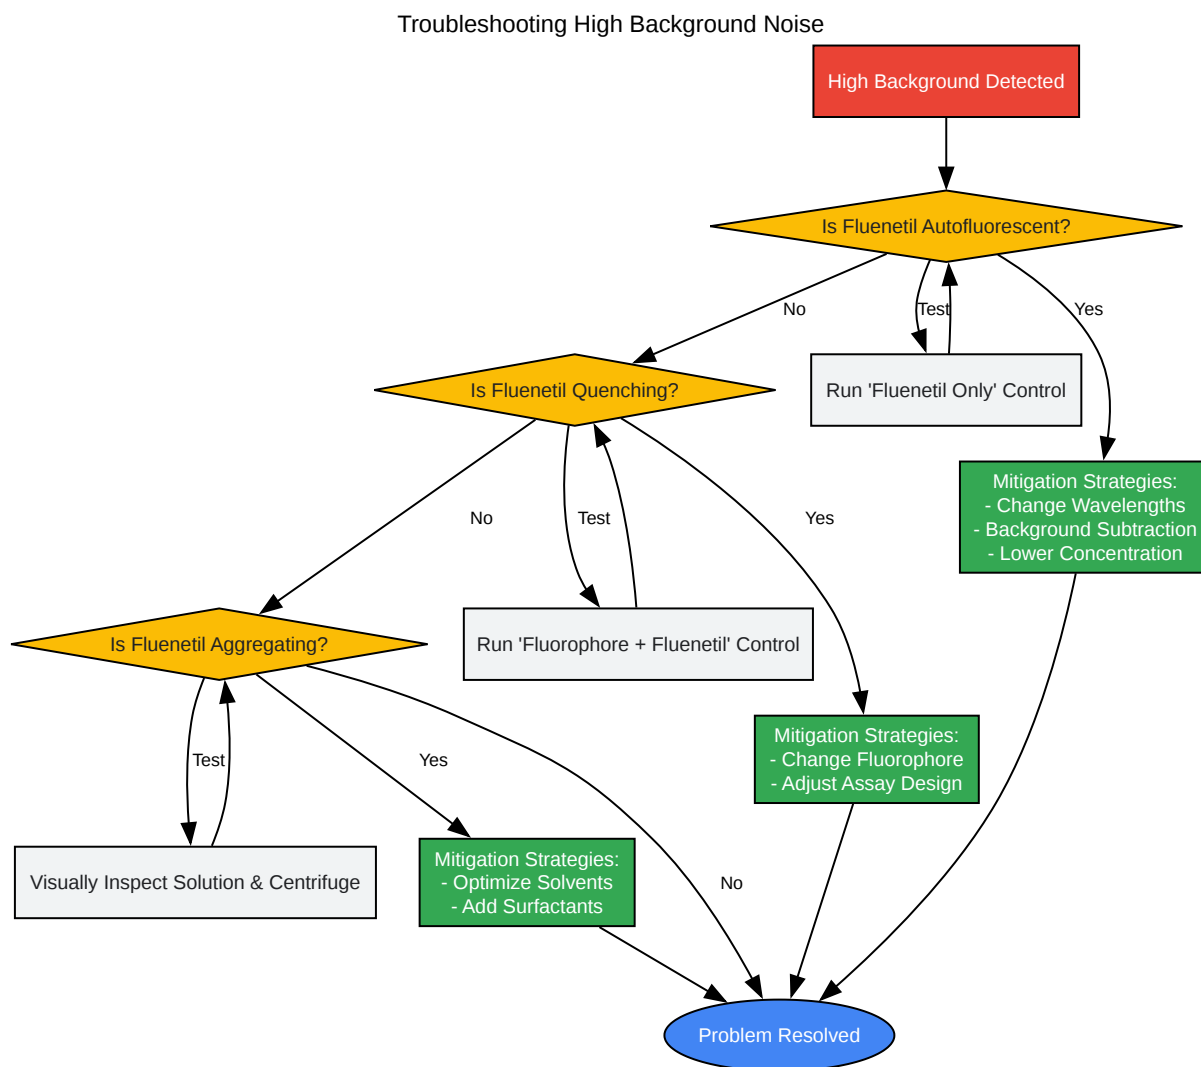 Troubleshooting High Background Noise
High Background Detected
Is Fluenetil Autofluorescent?
No
Test
Yes
Run 'Fluenetil Only' Control
Is Fluenetil Quenching?
Mitigation Strategies:
- Change Wavelengths
- Background Subtraction
- Lower Concentration
No
Test
Yes
Run 'Fluorophore + Fluenetil' Control
Is Fluenetil Aggregating?
Mitigation Strategies:
- Change Fluorophore
- Adjust Assay Design
Test
Yes
No
Visually Inspect Solution & Centrifuge
Mitigation Strategies:
- Optimize Solvents
- Add Surfactants
Problem Resolved